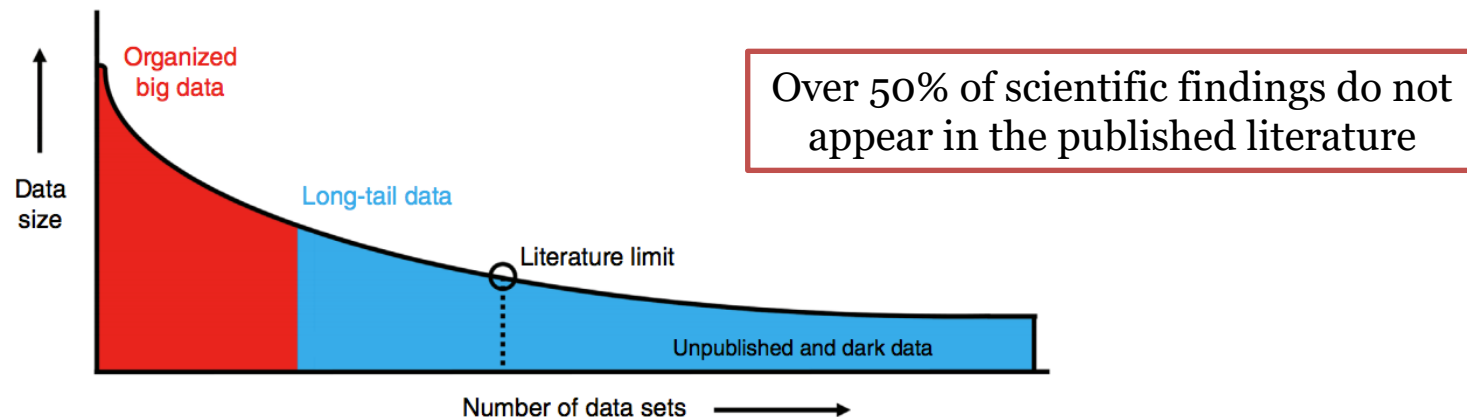 Organized
big data
Over 50% of scientific findings do not
appear in the published literature
Data
size
Long-tail data
Literature limit
Unpublished and dark data
Number of data sets